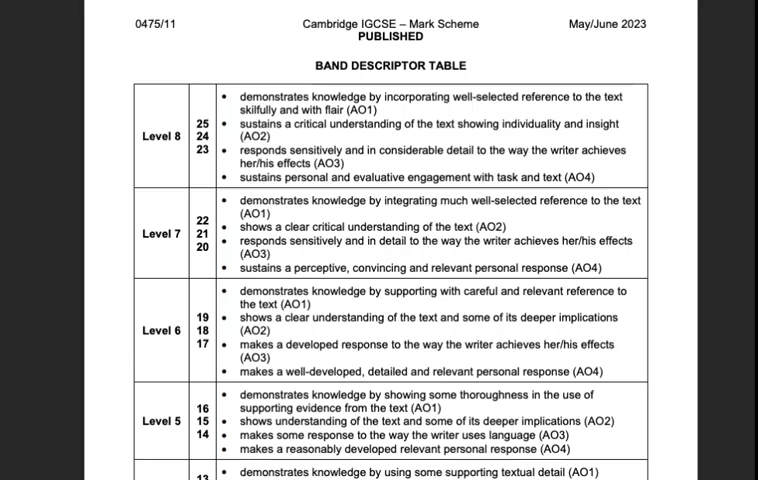 0475/11 Cambridge IGCSE – Mark Scheme May/June 2023
PUBLISHED
BAND DESCRIPTOR TABLE
Level 8
25
24
23
• demonstrates knowledge by incorporating well-selected reference to the text
skilfully and with flair (AO1)
• sustains a critical understanding of the text showing individuality and insight
(AO2)
• responds sensitively and in considerable detail to the way the writer achieves
her/his effects (AO3)
• sustains personal and evaluative engagement with task and text (AO4)
Level 7
22
21
20
• demonstrates knowledge by integrating much well-selected reference to the text
(AO1)
• shows a clear critical understanding of the text (AO2)
• responds sensitively and in detail to the way the writer achieves her/his effects
(AO3)
• sustains a perceptive, convincing and relevant personal response (AO4)
Level 6
19
18
17
• demonstrates knowledge by supporting with careful and relevant reference to
the text (AO1)
• shows a clear understanding of the text and some of its deeper implications
(AO2)
• makes a developed response to the way the writer achieves her/his effects
(AO3)
• makes a well-developed, detailed and relevant personal response (AO4)
Level 5
16
15
14
• demonstrates knowledge by showing some thoroughness in the use of
supporting evidence from the text (AO1)
• shows understanding of the text and some of its deeper implications (AO2)
• makes some response to the way the writer uses language (AO3)
• makes a reasonably developed relevant personal response (AO4)
13
• demonstrates knowledge by using some supporting textual detail (AO1)